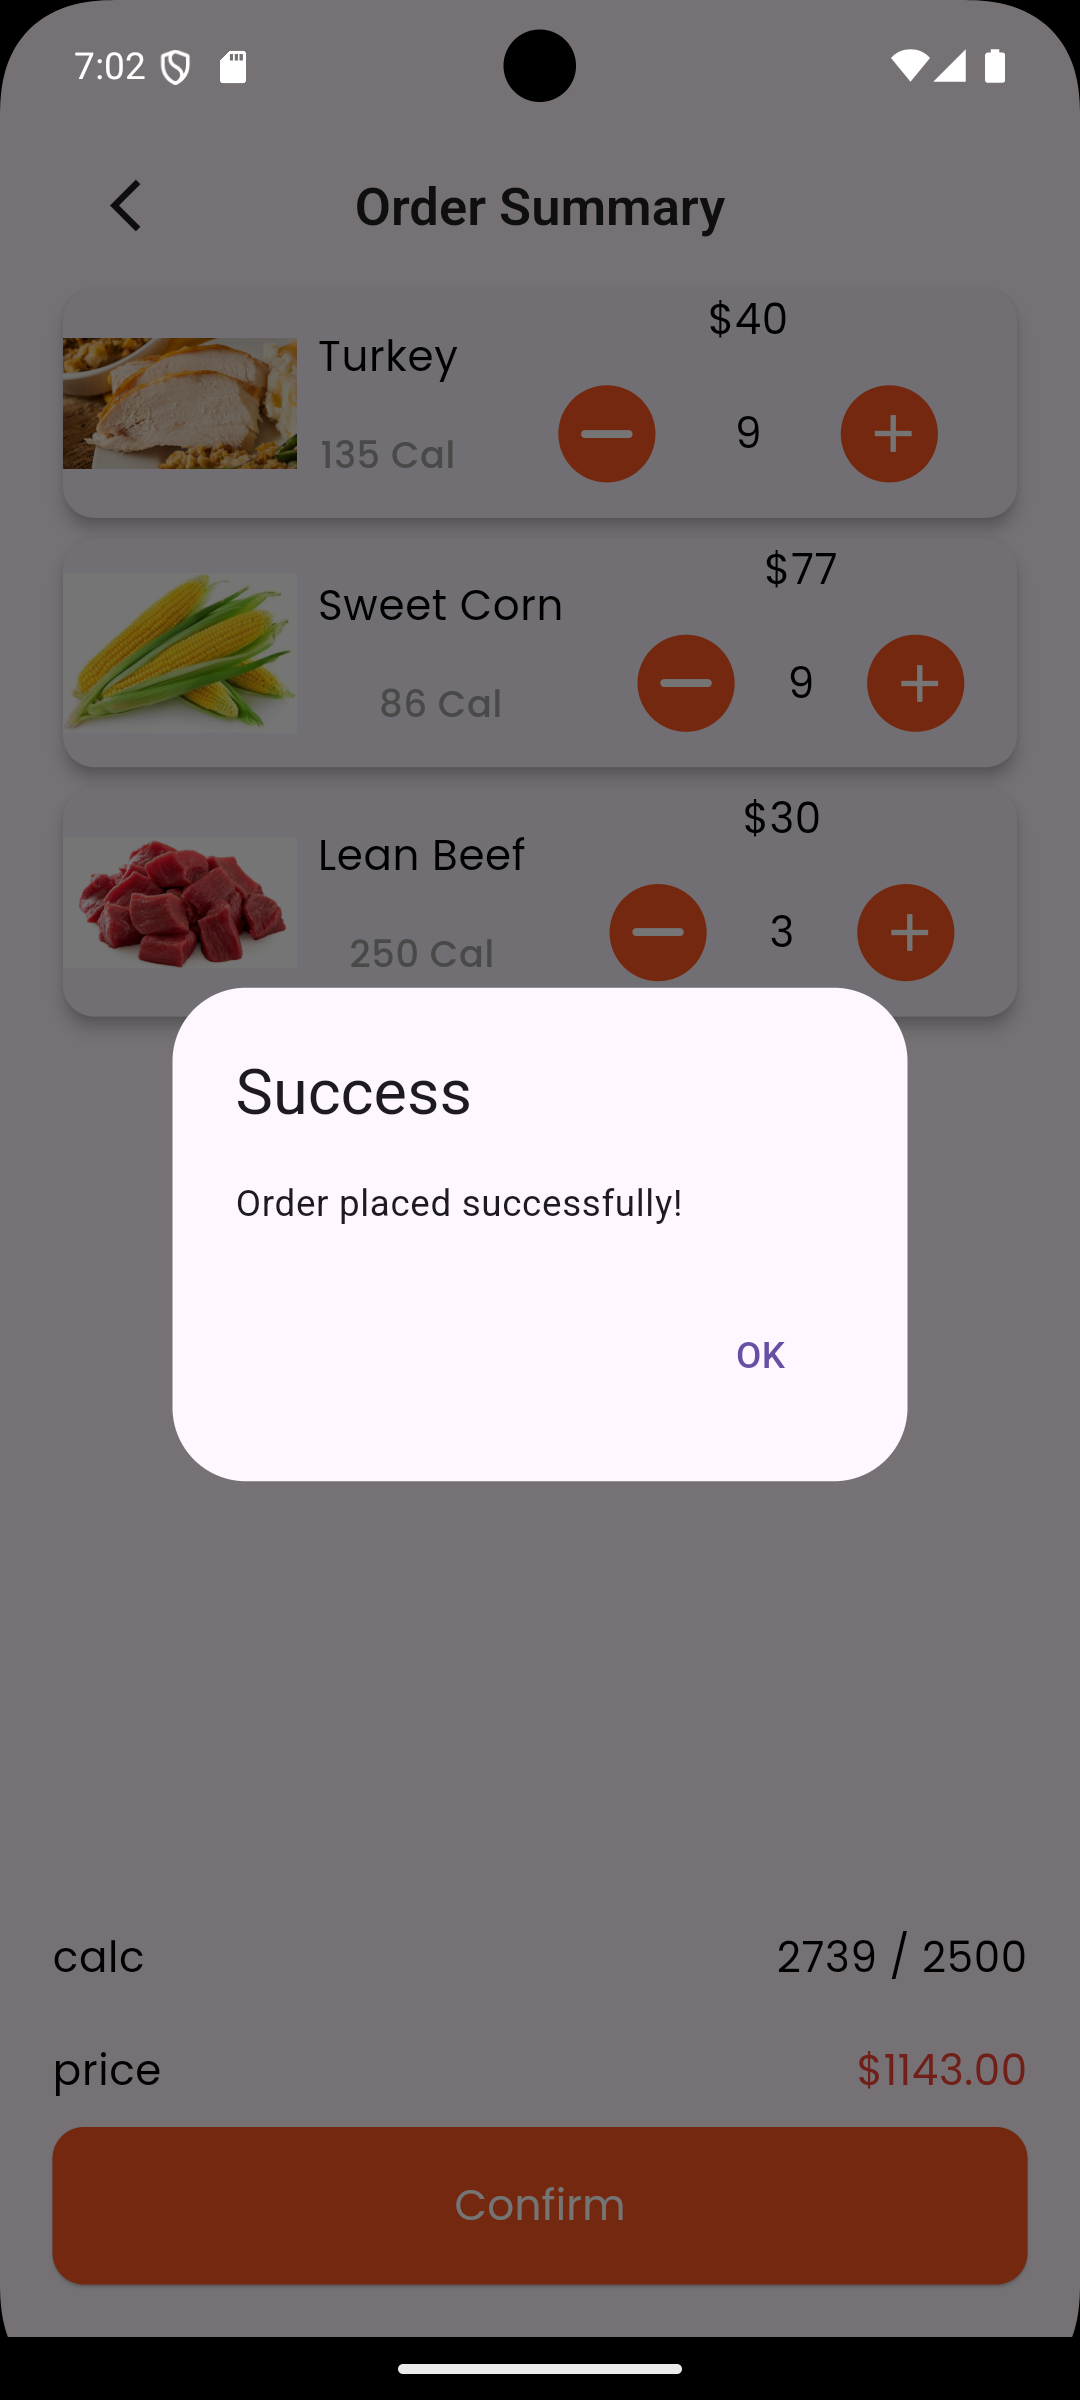 7:02
Order Summary
$40
Turkey
9
135 Cal
$77
Sweet Corn
9
86 Cal
$30
Lean Beef
3
250 Cal
Success
Order placed successfully!
OK
calc 2739 / 2500
price $1143.00
Confirm